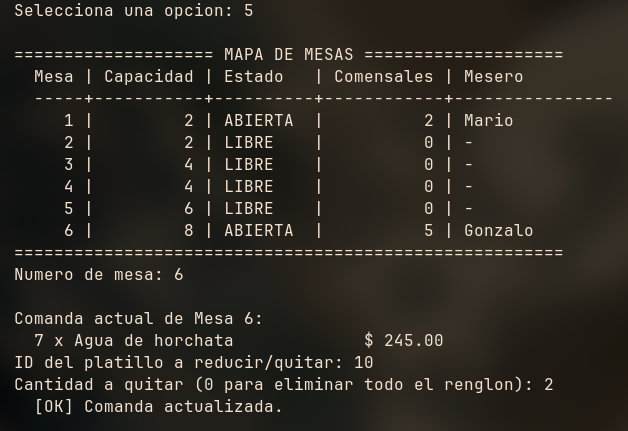 Selecciona una opcion: 5
==================== MAPA DE MESAS ====================
Mesa | Capacidad | Estado   | Comensales | Mesero
-----+-----------+----------+------------+----------------
1 |         2 | ABIERTA  |          2 | Mario
2 |         2 | LIBRE    |          0 | -
3 |         4 | LIBRE    |          0 | -
4 |         4 | LIBRE    |          0 | -
5 |         6 | LIBRE    |          0 | -
6 |         8 | ABIERTA  |          5 | Gonzalo
=======================================================
Numero de mesa: 6
Comanda actual de Mesa 6:
7 x Agua de horchata             $ 245.00
ID del platillo a reducir/quitar: 10
Cantidad a quitar (0 para eliminar todo el renglon): 2
[OK] Comanda actualizada.